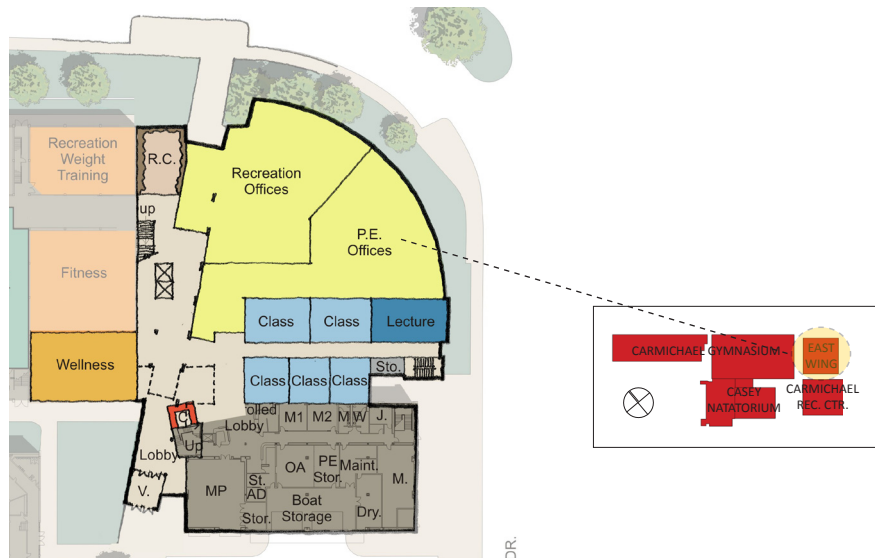 Recreation
Weight
Training
R.C.
Recreation
Offices
up
P.E.
Offices
Fitness
Class
Class
Lecture
Wellness
Class
Class
Class
Sto.
C
rolled
Lobby
M1
M2
M
W
J.
Up
Lobby
V.
MP
St.
AD
Stor.
OA
PE
Stor.
Maint.
M.
Boat
Storage
Dry.
DR.
CARMICHAEL GYMNASIUM
EAST
WING
CASEY
NATATORIUM
CARMICHAEL
REC. CTR.